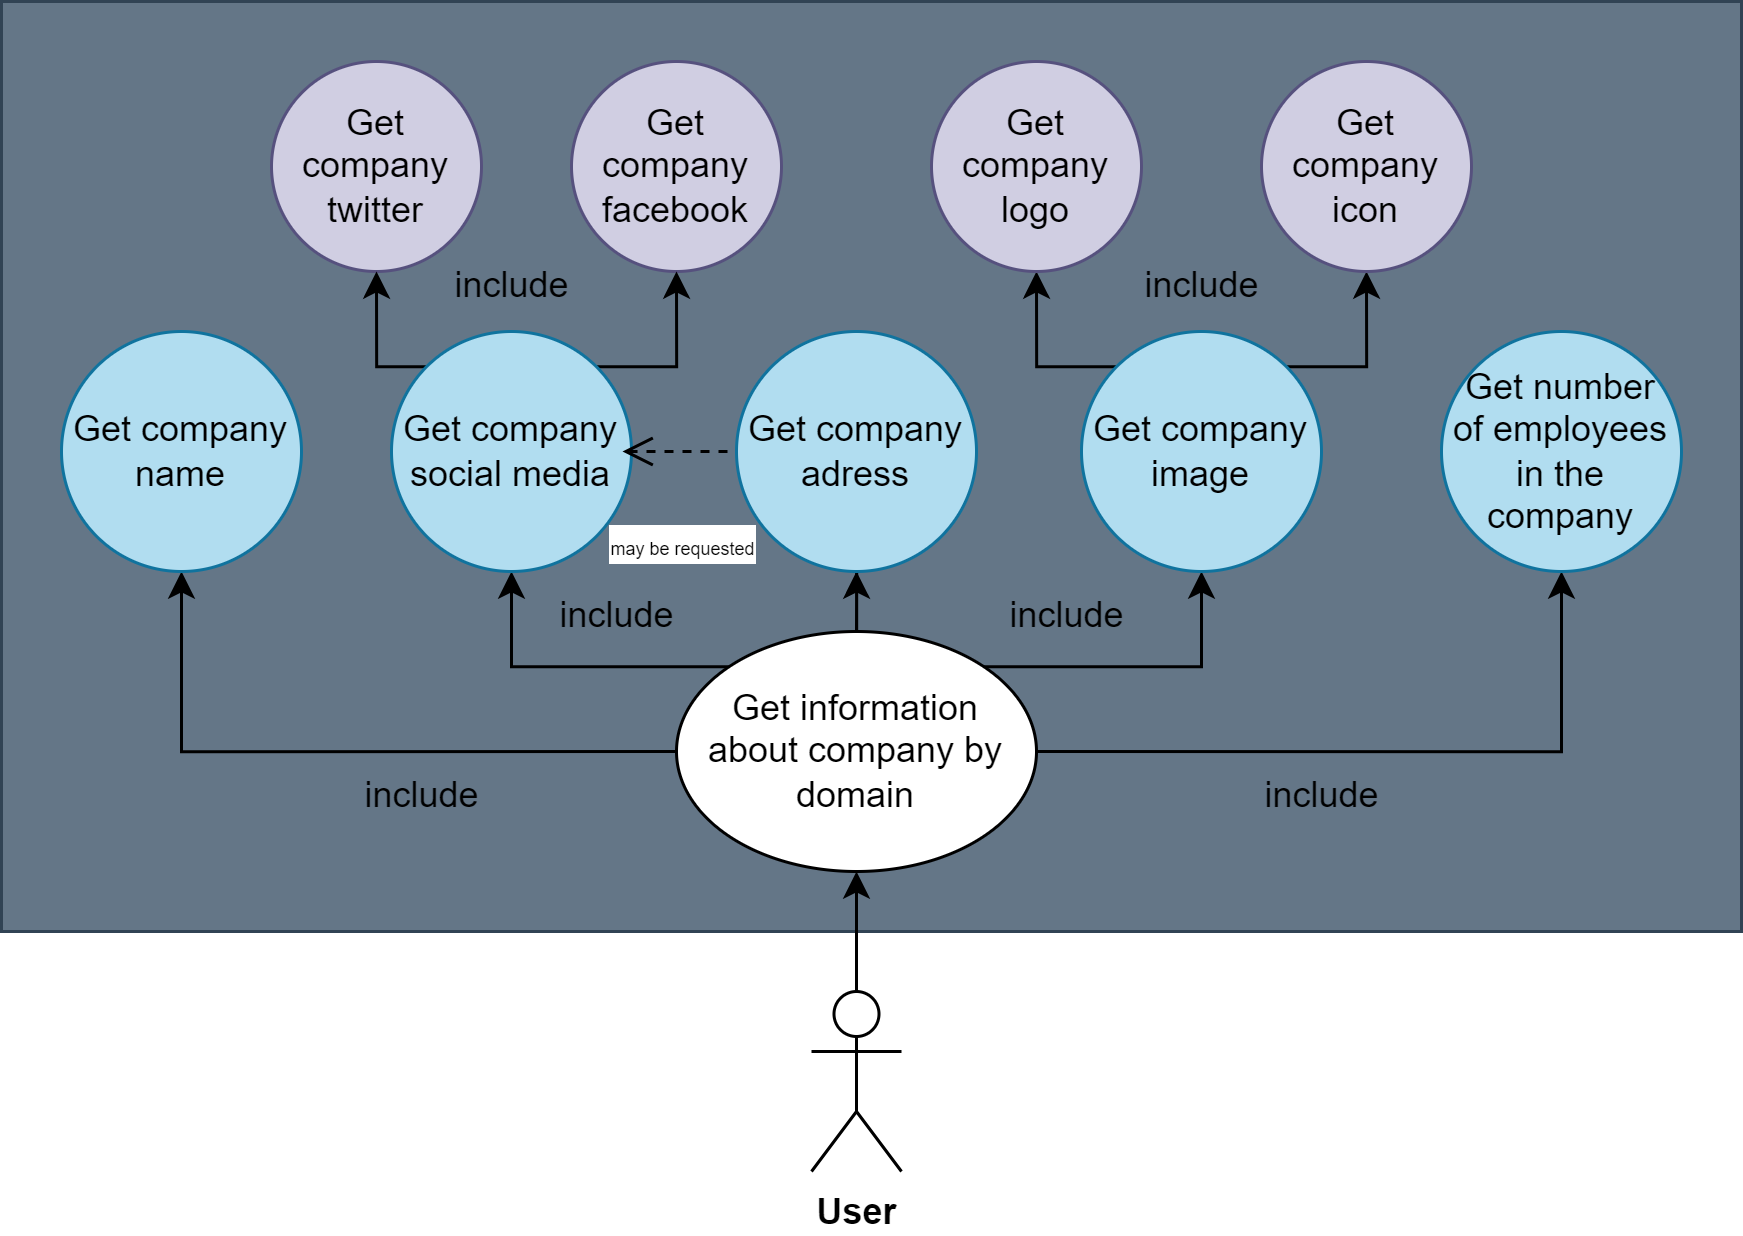 Get
company
twitter
Get
company
facebook
Get
company
logo
Get
company
icon
include
include
Get company
name
Get company
social media
Get company
adress
Get company
image
Get number
of employees
in the
company
may be requested
include
include
Get information
about company by
domain
include
include
User